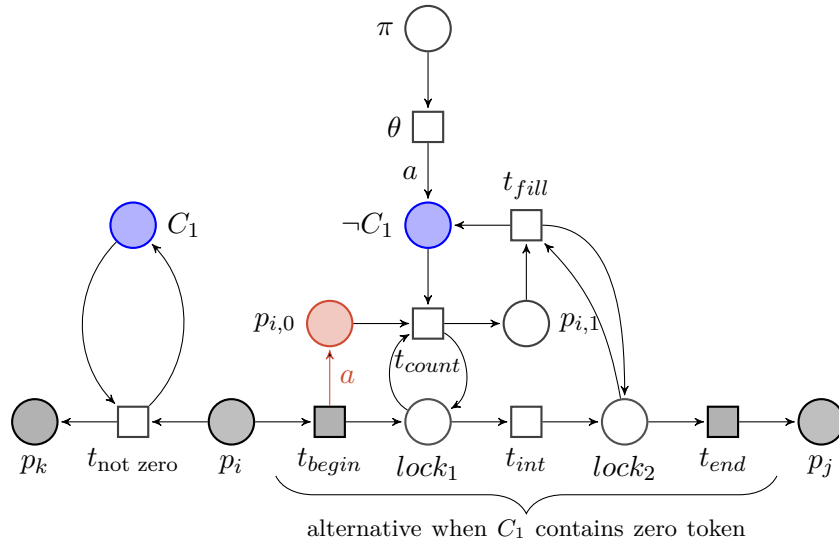 π
θ
a
t_fill
C_1
¬C_1
p_{i,0}
p_{i,1}
t_count
a
p_k
t_not zero
p_i
t_begin
lock_1
t_int
lock_2
t_end
p_j
alternative when C_1 contains zero token